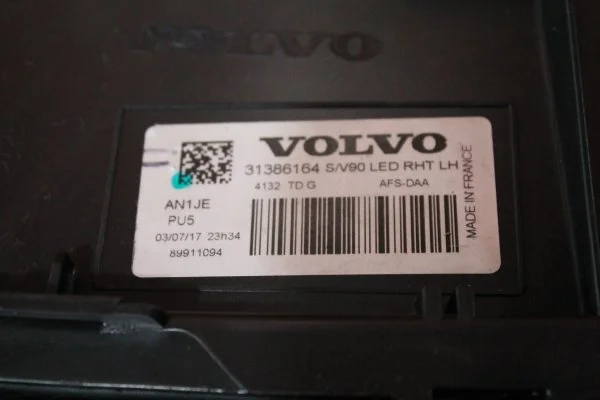 VOLVO
VOLVO
31386164 S/V90 LED RHT LH
4132 TD G AFS-DAA
AN1JE
PU5
03/07/17 23h34
89911094
MADE IN FRANCE